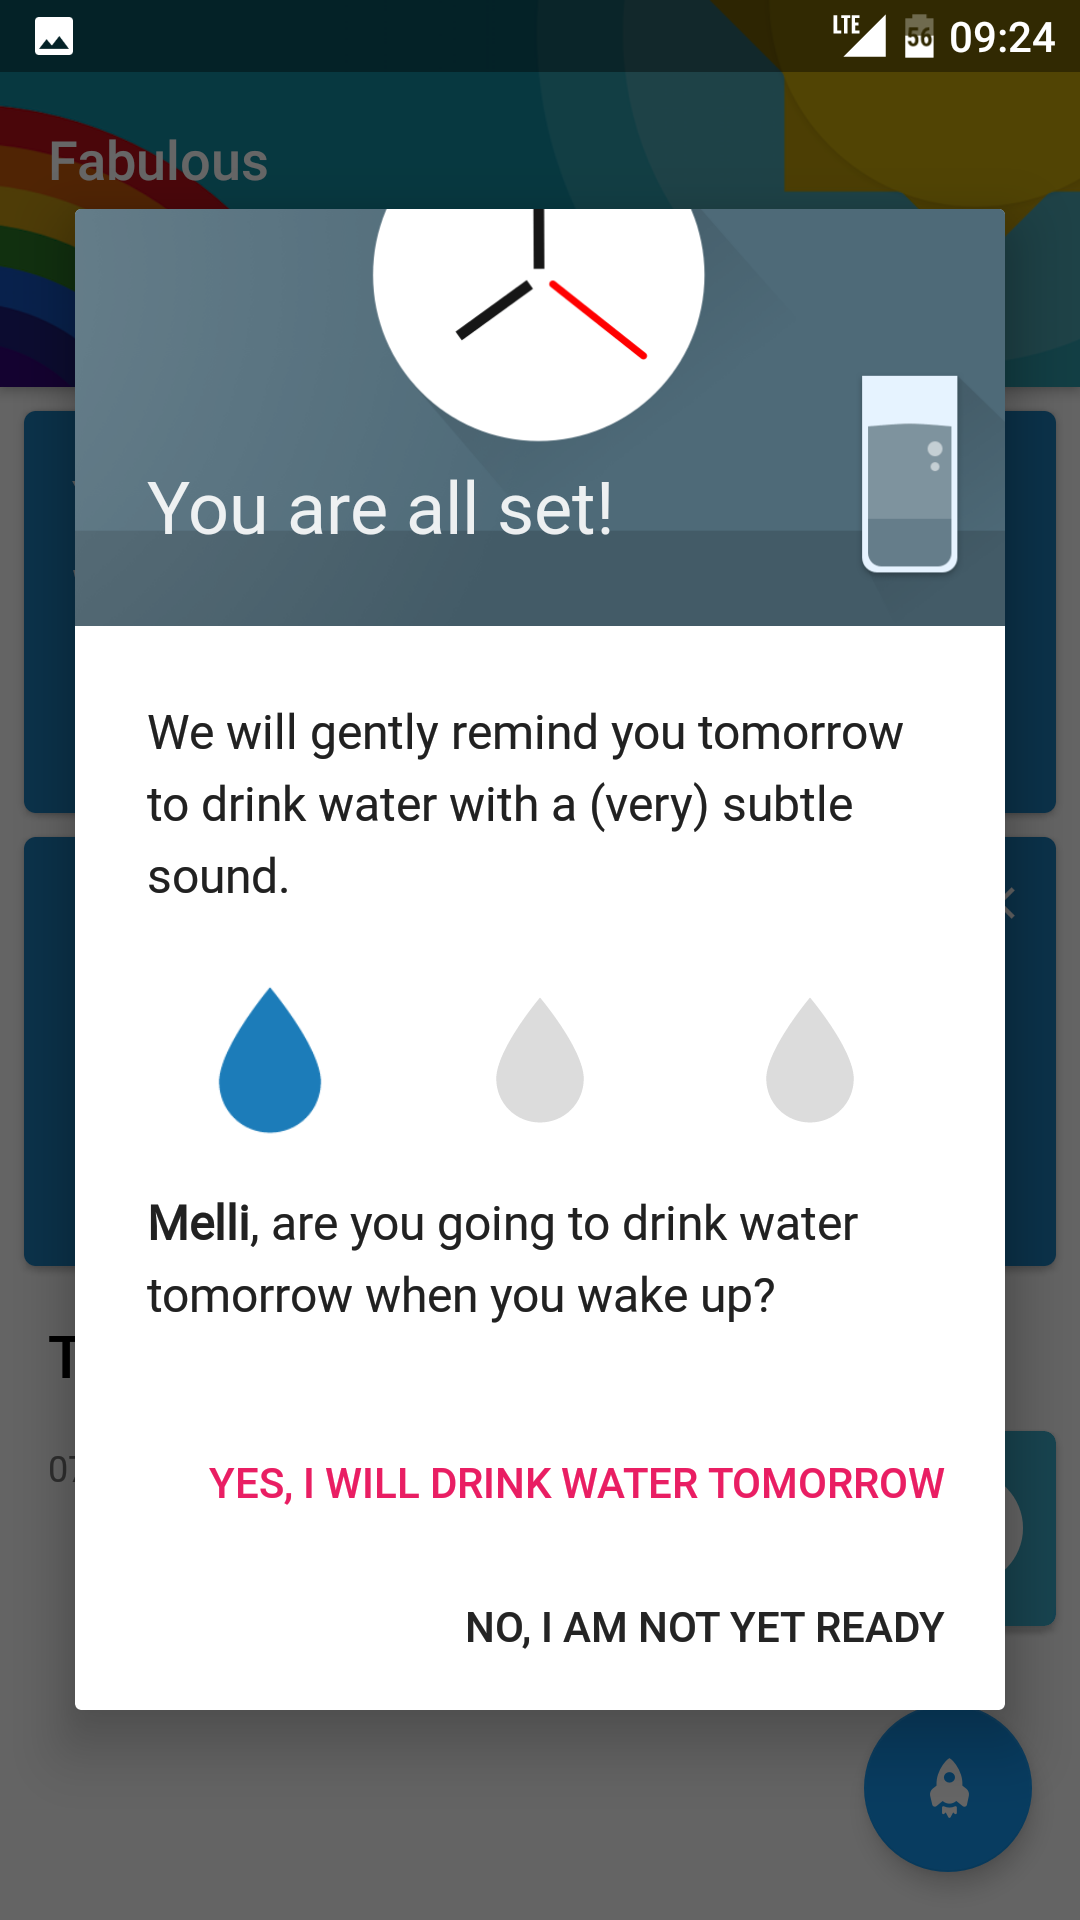 LTE
56
09:24
Fabulous
You are all set!
We will gently remind you tomorrow
to drink water with a (very) subtle
sound.
Melli, are you going to drink water
tomorrow when you wake up?
YES, I WILL DRINK WATER TOMORROW
NO, I AM NOT YET READY